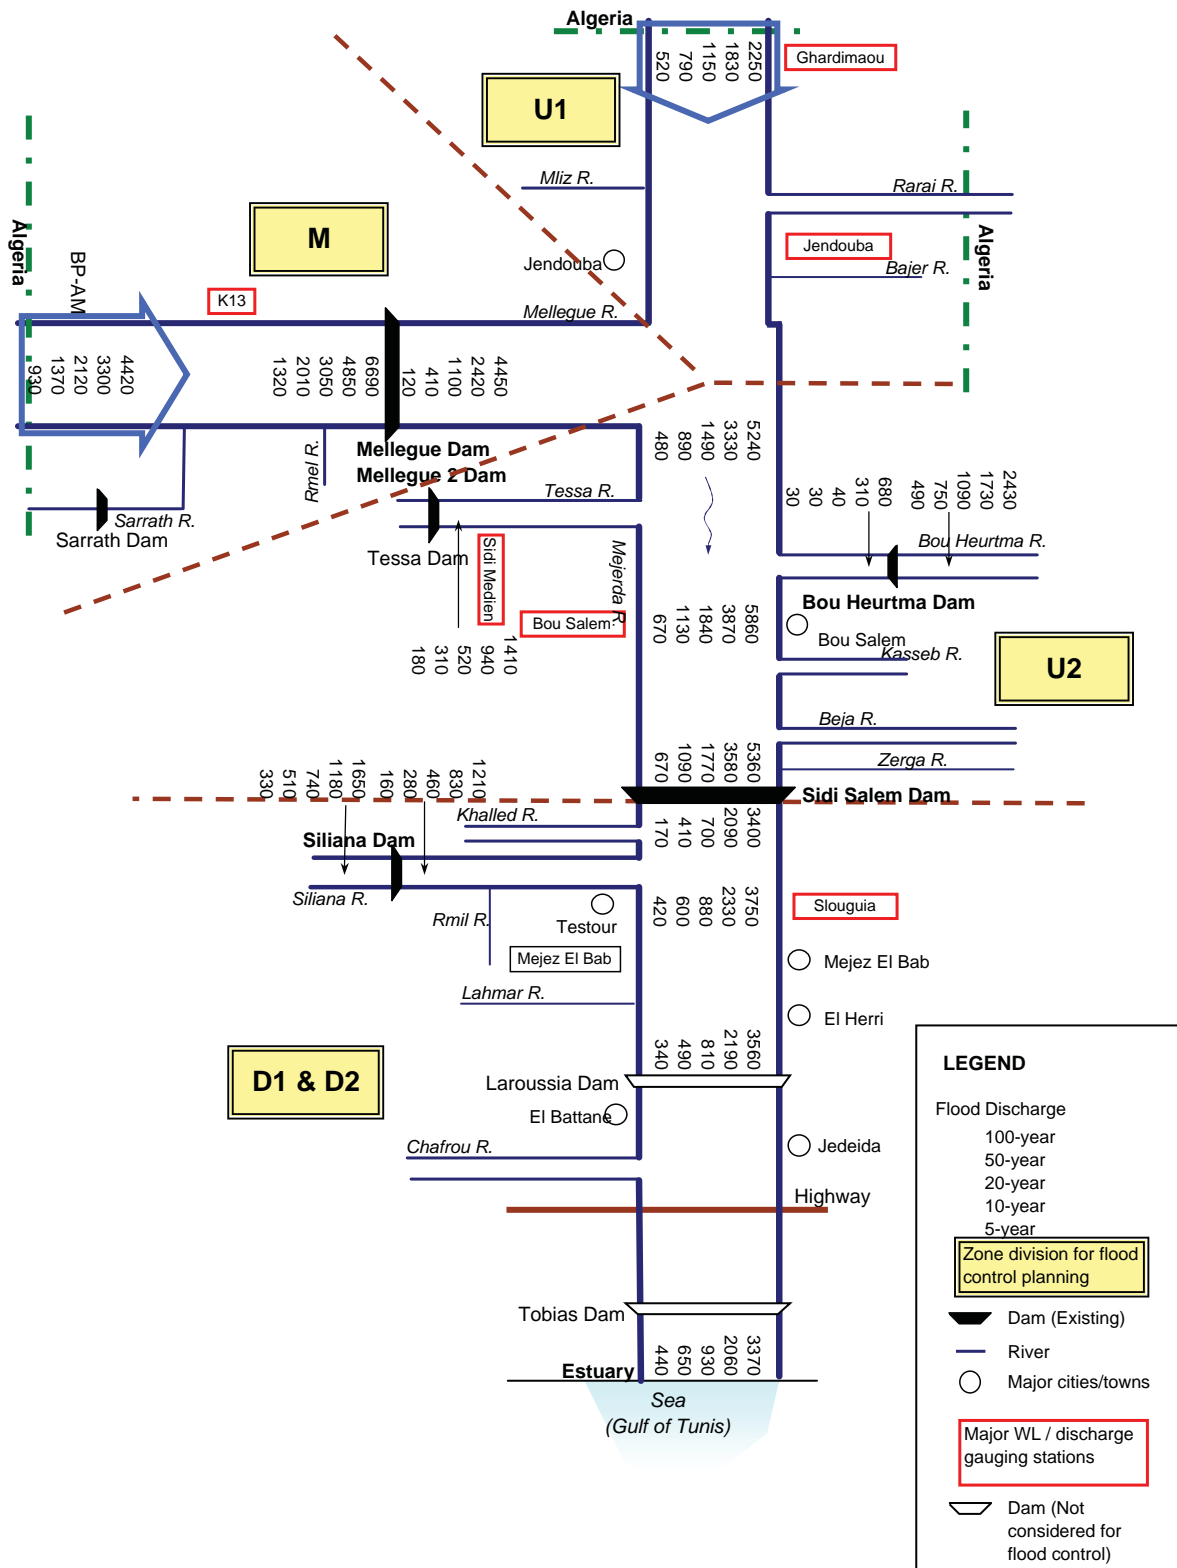 Algeria
2250
1830
1150
790
520
Ghardimaou
U1
Mliz R.
Rarai R.
Algeria
M
Jendouba
Jendouba
Bajer R.
Algeria
BP-AM
K13
Mellegue R.
4420
3300
2120
1370
930
6690
4850
3050
2010
1320
4450
2420
1100
410
120
Mellegue Dam
Mellegue 2 Dam
Rmel R.
Sarrath R.
Sarrath Dam
5240
3330
1490
890
480
Tessa R.
Tessa Dam
Sidi Medien
1410
940
520
310
180
Mejerda R.
Bou Salem
2430
1730
1090
750
490
680
310
40
30
30
Bou Heurtma R.
Bou Heurtma Dam
5860
3870
1840
1130
670
Bou Salem
Kasseb R.
U2
Beja R.
Zerga R.
5360
3580
1770
1090
670
Sidi Salem Dam
1210
830
460
280
160
1650
1180
740
510
330
Khalled R.
3400
2090
700
410
170
Siliana Dam
Siliana R.
Rmil R.
Testour
3750
2330
880
600
420
Slouguia
Mejez El Bab
Mejez El Bab
Lahmar R.
El Herri
3560
2190
810
490
340
D1 & D2
Laroussia Dam
El Battane
Chafrou R.
Jedeida
Highway
Tobias Dam
3370
2060
930
650
440
Estuary
Sea
(Gulf of Tunis)
LEGEND
Flood Discharge
100-year
50-year
20-year
10-year
5-year
Zone division for flood
control planning
Dam (Existing)
River
Major cities/towns
Major WL / discharge
gauging stations
Dam (Not
considered for
flood control)